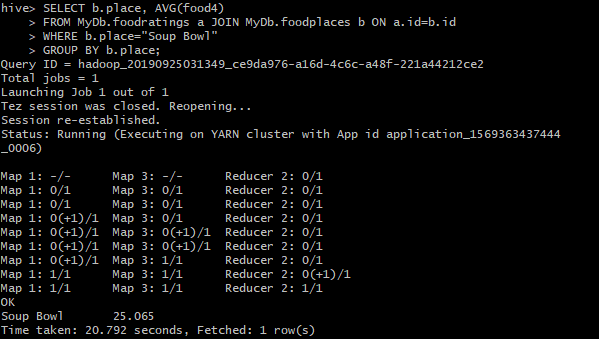 hive> SELECT b.place, AVG(food4)
    > FROM MyDb.foodratings a JOIN MyDb.foodplaces b ON a.id=b.id
    > WHERE b.place="Soup Bowl"
    > GROUP BY b.place;
Query ID = hadoop_20190925031349_ce9da976-a16d-4c6c-a48f-221a44212ce2
Total jobs = 1
Launching Job 1 out of 1
Tez session was closed. Reopening...
Session re-established.
Status: Running (Executing on YARN cluster with App id application_1569363437444
_0006)

Map 1: -/-      Map 3: -/-      Reducer 2: 0/1
Map 1: 0/1      Map 3: 0/1      Reducer 2: 0/1
Map 1: 0/1      Map 3: 0/1      Reducer 2: 0/1
Map 1: 0(+1)/1  Map 3: 0/1      Reducer 2: 0/1
Map 1: 0(+1)/1  Map 3: 0(+1)/1  Reducer 2: 0/1
Map 1: 0(+1)/1  Map 3: 0(+1)/1  Reducer 2: 0/1
Map 1: 0(+1)/1  Map 3: 1/1      Reducer 2: 0/1
Map 1: 1/1      Map 3: 1/1      Reducer 2: 0(+1)/1
Map 1: 1/1      Map 3: 1/1      Reducer 2: 1/1
OK
Soup Bowl       25.065
Time taken: 20.792 seconds, Fetched: 1 row(s)